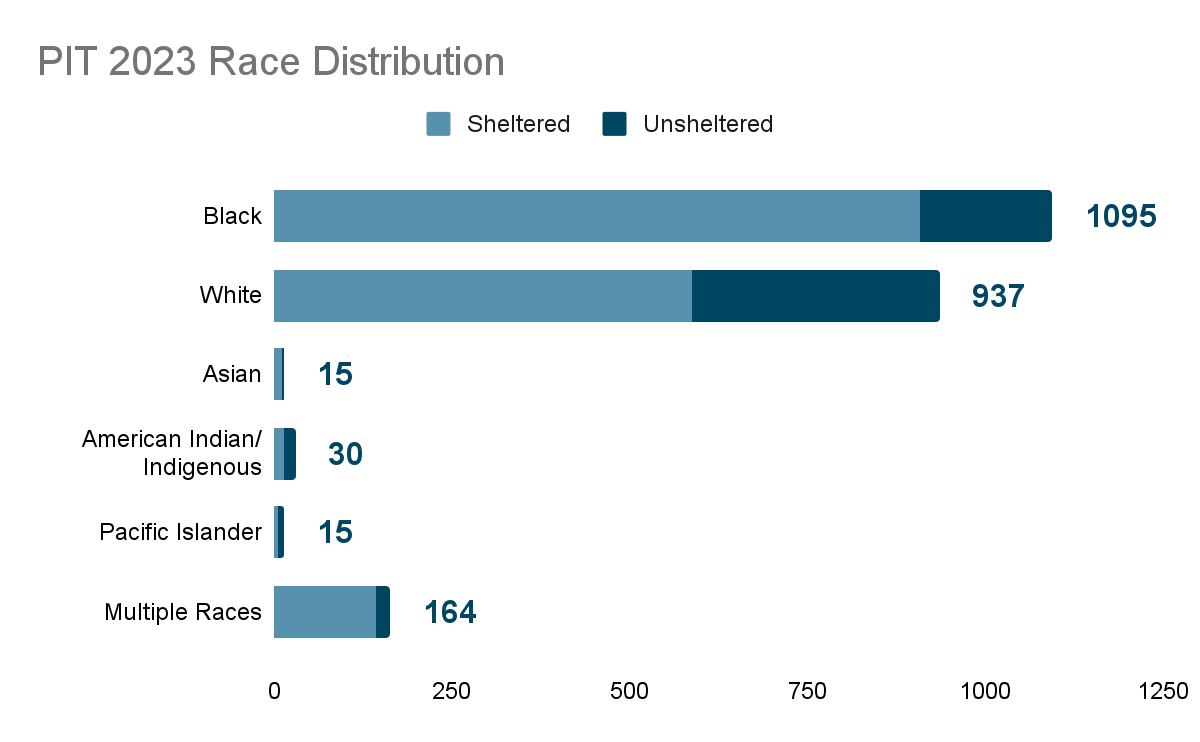 PIT 2023 Race Distribution
Sheltered Unsheltered
Black 1095
White 937
Asian 15
American Indian/
Indigenous 30
Pacific Islander 15
Multiple Races 164
0 250 500 750 1000 1250